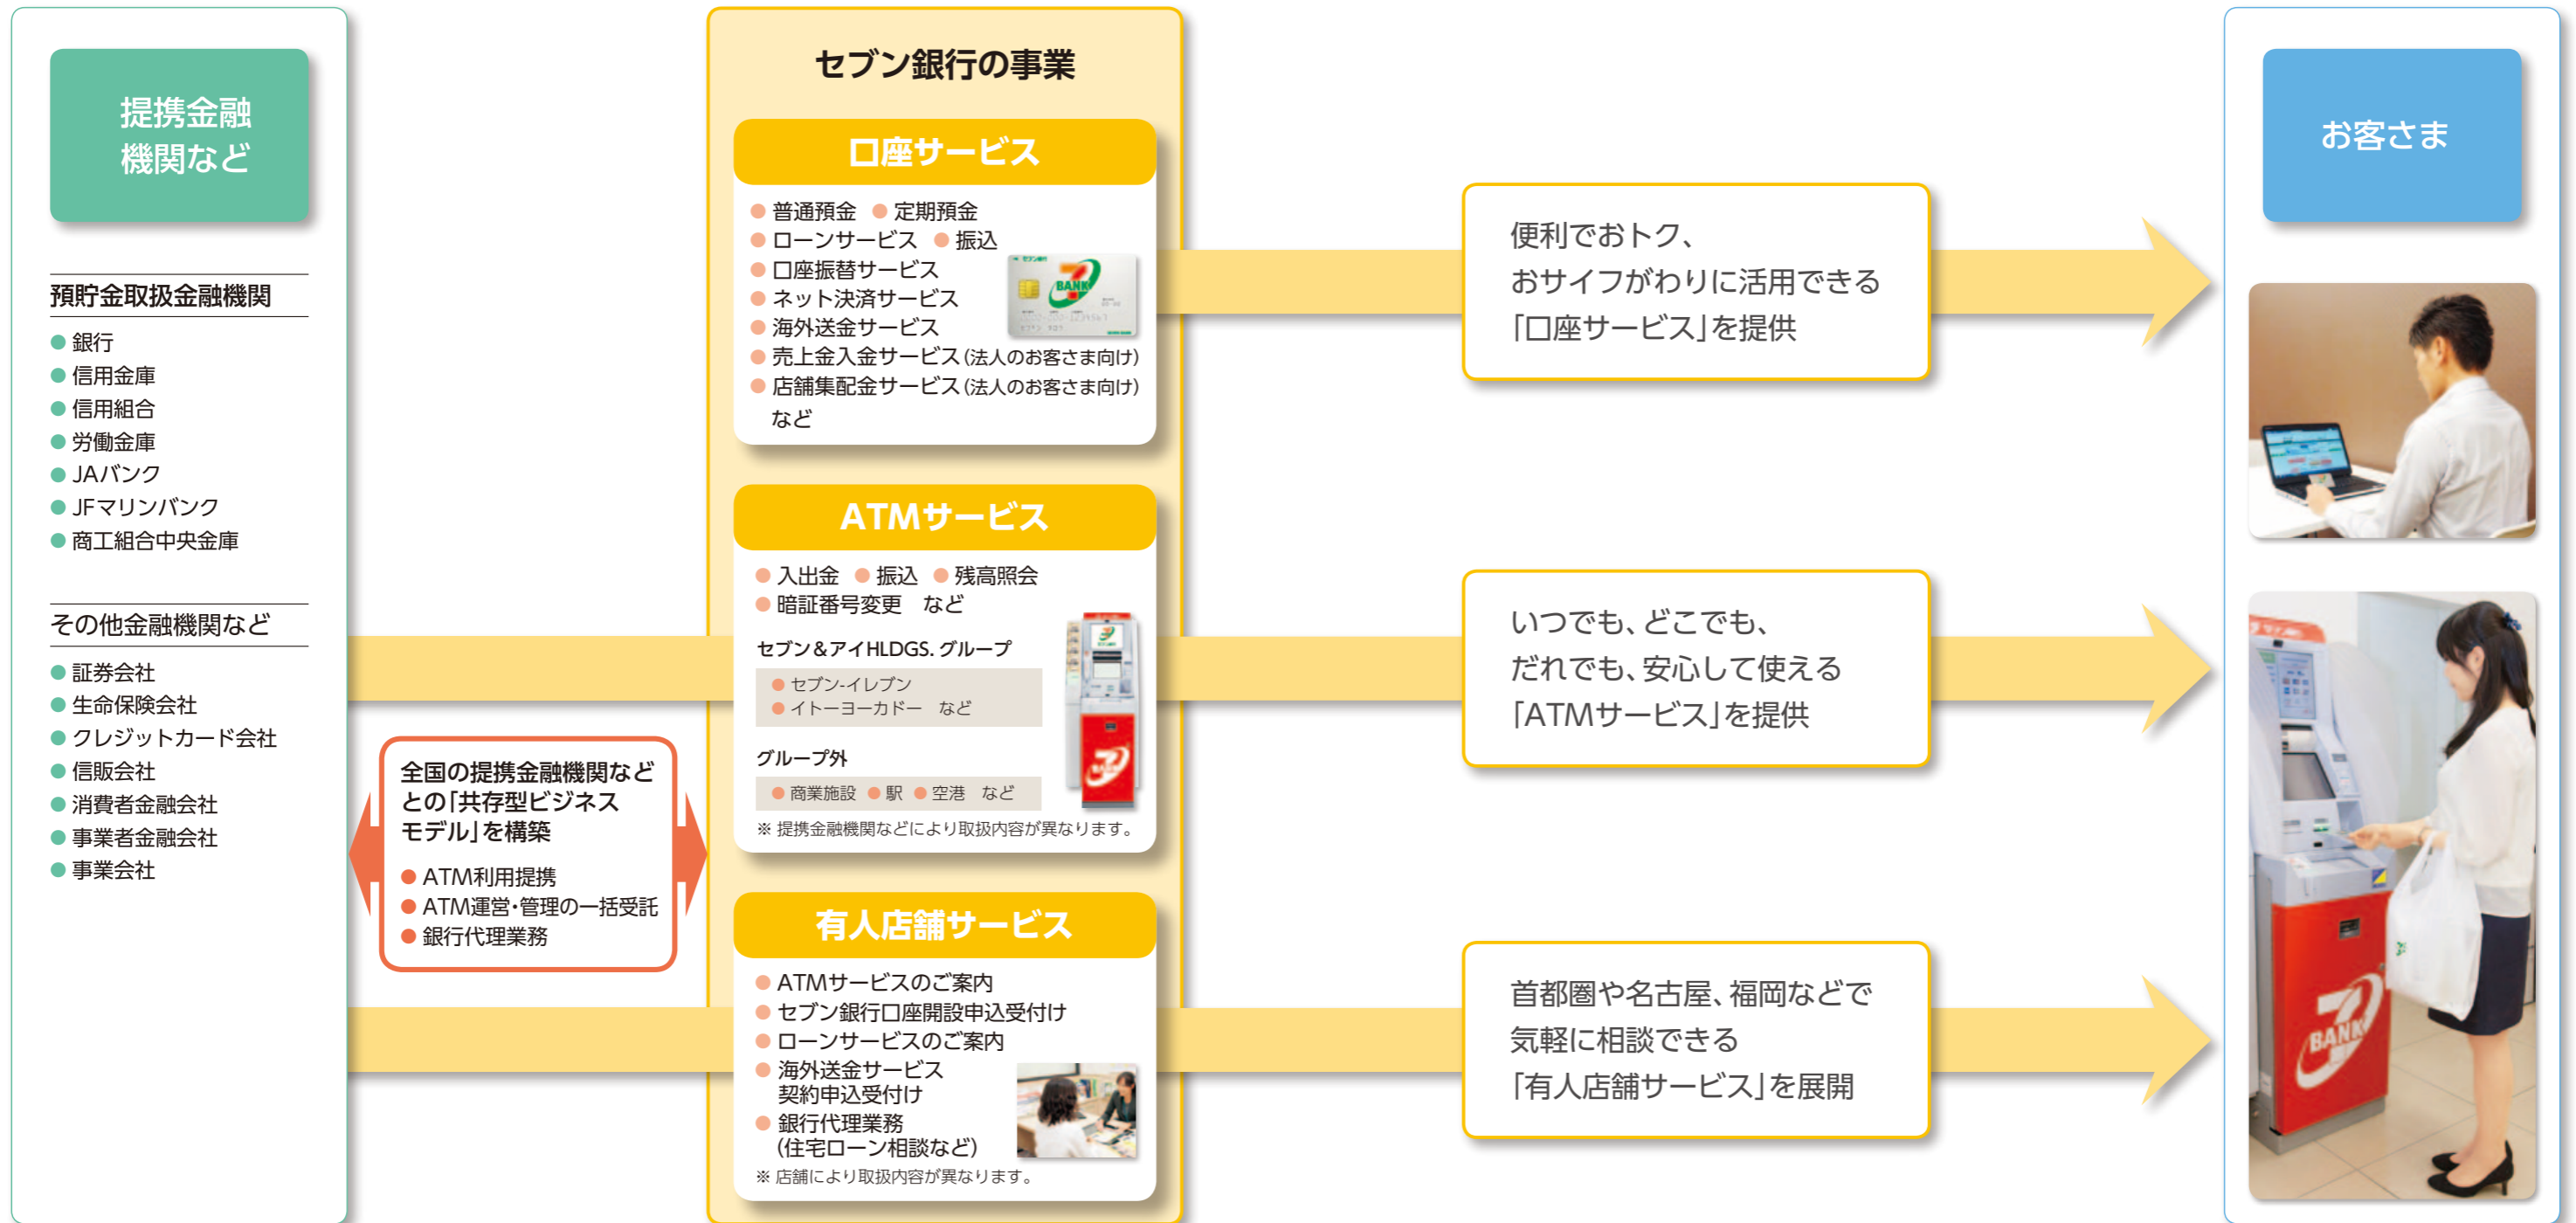 提携金融
機関など
預貯金取扱金融機関
● 銀行
● 信用金庫
● 信用組合
● 労働金庫
● JAバンク
● JFマリンバンク
● 商工組合中央金庫
その他金融機関など
● 証券会社
● 生命保険会社
● クレジットカード会社
● 信販会社
● 消費者金融会社
● 事業者金融会社
● 事業会社
全国の提携金融機関など
との「共存型ビジネス
モデル」を構築
● ATM利用提携
● ATM運営・管理の一括受託
● 銀行代理業務
セブン銀行の事業
口座サービス
● 普通預金 ● 定期預金
● ローンサービス ● 振込
● 口座振替サービス
● ネット決済サービス
● 海外送金サービス
● 売上金入金サービス(法人のお客さま向け)
● 店舗集配金サービス(法人のお客さま向け)
など
セブン銀行
7
BANK
ATMサービス
● 入出金 ● 振込 ● 残高照会
● 暗証番号変更 など
セブン&アイHLDGS. グループ
● セブン-イレブン
● イトーヨーカドー など
グループ外
● 商業施設 ● 駅 ● 空港 など
※ 提携金融機関などにより取扱内容が異なります。
有人店舗サービス
● ATMサービスのご案内
● セブン銀行口座開設申込受付け
● ローンサービスのご案内
● 海外送金サービス
契約申込受付け
● 銀行代理業務
(住宅ローン相談など)
※ 店舗により取扱内容が異なります。
便利でおトク、
おサイフがわりに活用できる
「口座サービス」を提供
いつでも、どこでも、
だれでも、安心して使える
「ATMサービス」を提供
首都圏や名古屋、福岡などで
気軽に相談できる
「有人店舗サービス」を展開
お客さま
7
BANK